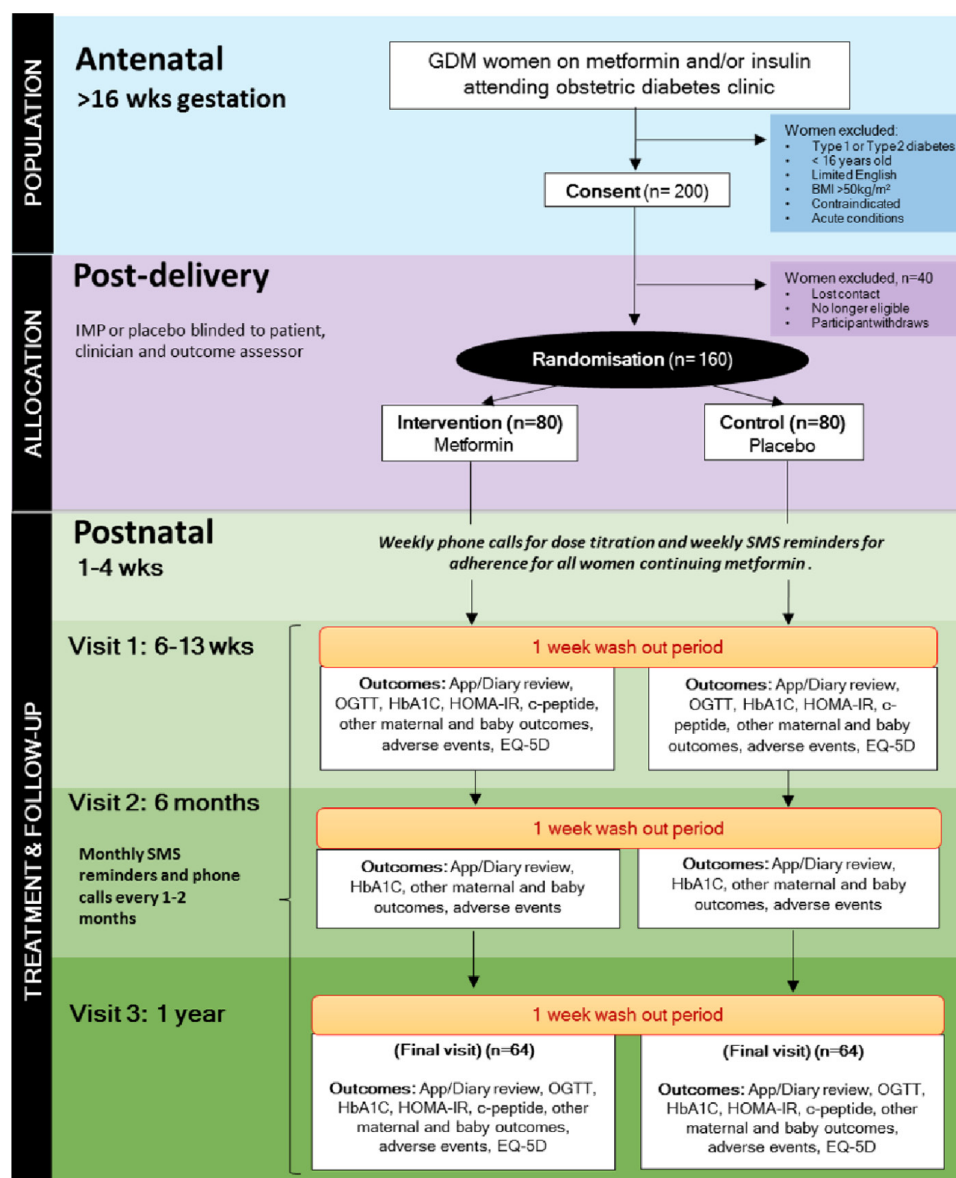 POPULATION
Antenatal
>16 wks gestation
GDM women on metformin and/or insulin
attending obstetric diabetes clinic
Women excluded:
• Type 1 or Type 2 diabetes
• < 16 years old
• Limited English
• BMI >50kg/m²
• Contraindicated
• Acute conditions
Consent (n= 200)
ALLOCATION
Post-delivery
IMP or placebo blinded to patient,
clinician and outcome assessor
Women excluded, n=40
• Lost contact
• No longer eligible
• Participant withdraws
Randomisation (n= 160)
Intervention (n=80)
Metformin
Control (n=80)
Placebo
TREATMENT & FOLLOW-UP
Postnatal
1-4 wks
Weekly phone calls for dose titration and weekly SMS reminders for
adherence for all women continuing metformin .
Visit 1: 6-13 wks
1 week wash out period
Outcomes: App/Diary review,
OGTT, HbA1C, HOMA-IR, c-peptide,
other maternal and baby outcomes,
adverse events, EQ-5D
Outcomes: App/Diary review,
OGTT, HbA1C, HOMA-IR, c-
peptide, other maternal and baby
outcomes, adverse events, EQ-5D
Visit 2: 6 months
Monthly SMS
reminders and phone
calls every 1-2
months
1 week wash out period
Outcomes: App/Diary review,
HbA1C, other maternal and baby
outcomes, adverse events
Outcomes: App/Diary review,
HbA1C, other maternal and baby
outcomes, adverse events
Visit 3: 1 year
1 week wash out period
(Final visit) (n=64)
Outcomes: App/Diary review, OGTT,
HbA1C, HOMA-IR, c-peptide, other
maternal and baby outcomes,
adverse events, EQ-5D
(Final visit) (n=64)
Outcomes: App/Diary review, OGTT,
HbA1C, HOMA-IR, c-peptide, other
maternal and baby outcomes,
adverse events, EQ-5D